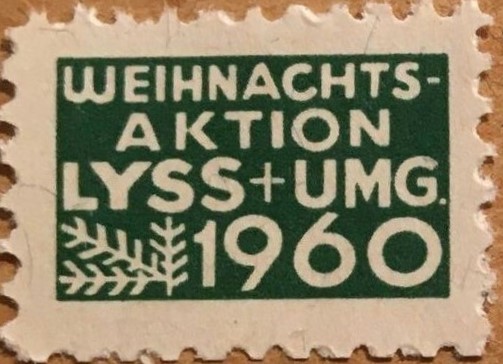 WEIHNACHTS-
AKTION
LYSS+UMG.
1960